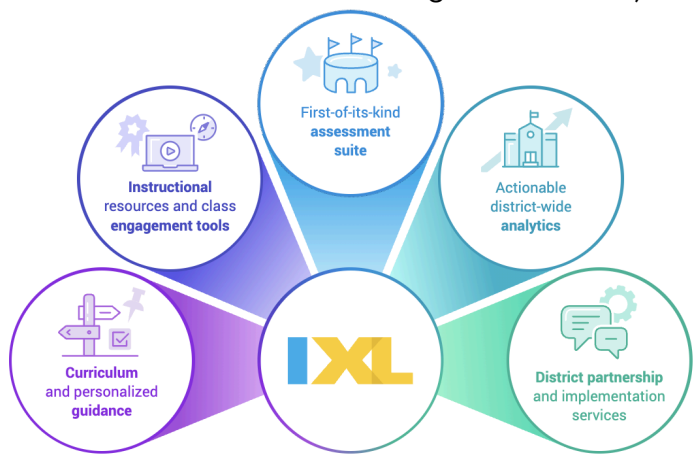 First-of-its-kind
assessment
suite
Instructional
resources and class
engagement tools
Actionable
district-wide
analytics
Curriculum
and personalized
guidance
IXL
District partnership
and implementation
services